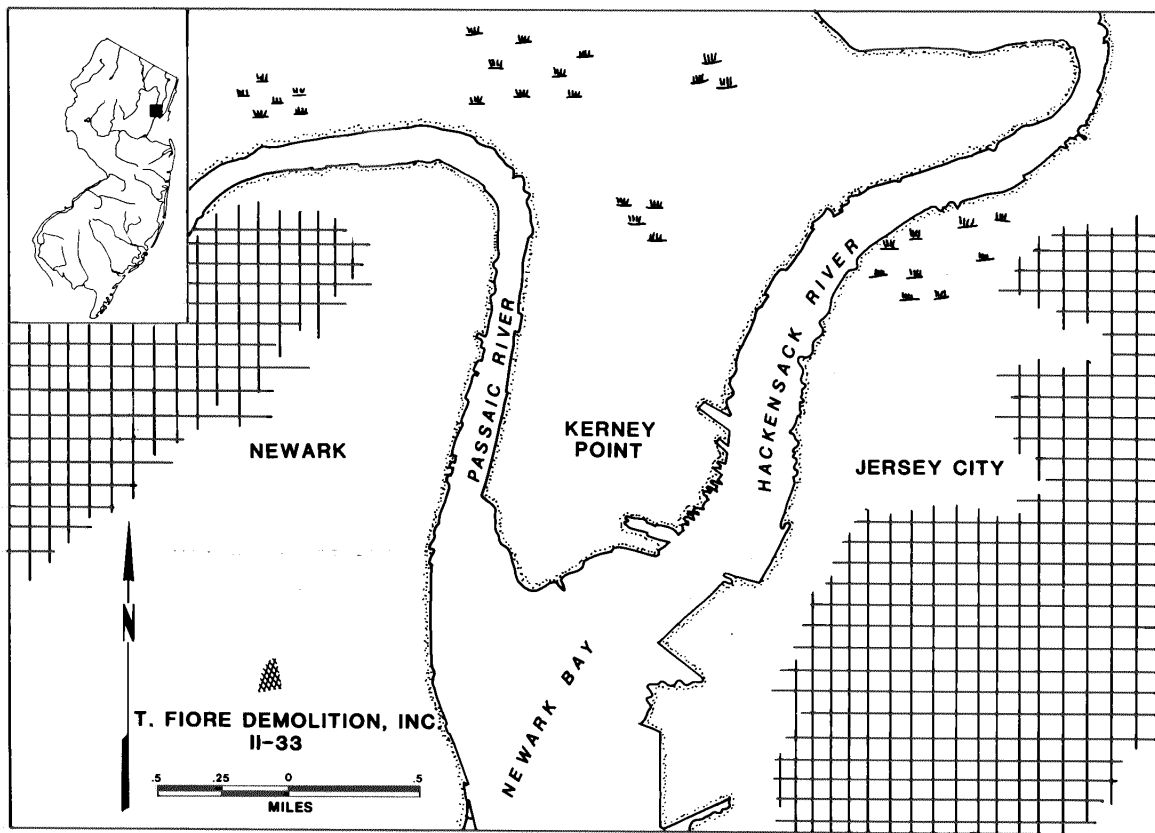 PASSAIC RIVER
HACKENSACK RIVER
NEWARK
KERNEY
POINT
JERSEY CITY
N
NEWARK BAY
T. FIORE DEMOLITION, INC
II-33
.5 .25 0 .5
MILES